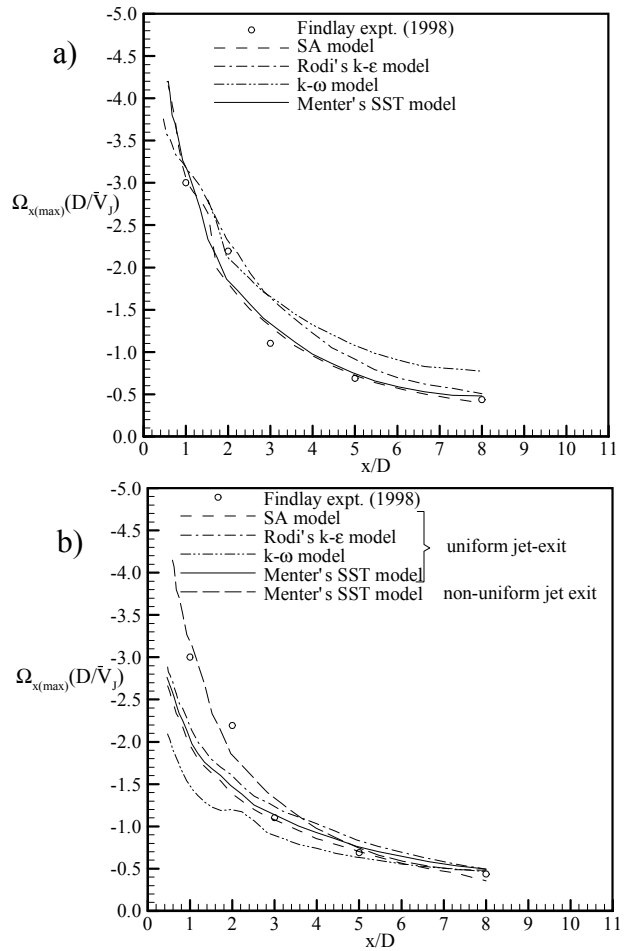 -5.0
Findlay expt. (1998)
SA model
a)
Rodi's k-ε model
-4.5
k-ω model
Menter's SST model
-4.0
-3.5
-3.0
Ωx(max)(D/V̄J)
-2.5
-2.0
-1.5
-1.0
-0.5
0.0
0 1 2 3 4 5 6 7 8 9 10 11
x/D
-5.0
Findlay expt. (1998)
SA model
-4.5
b)
Rodi's k-ε model
uniform jet-exit
k-ω model
Menter's SST model
-4.0
Menter's SST model non-uniform jet exit
-3.5
-3.0
Ωx(max)(D/V̄J)
-2.5
-2.0
-1.5
-1.0
-0.5
0.0
0 1 2 3 4 5 6 7 8 9 10 11
x/D